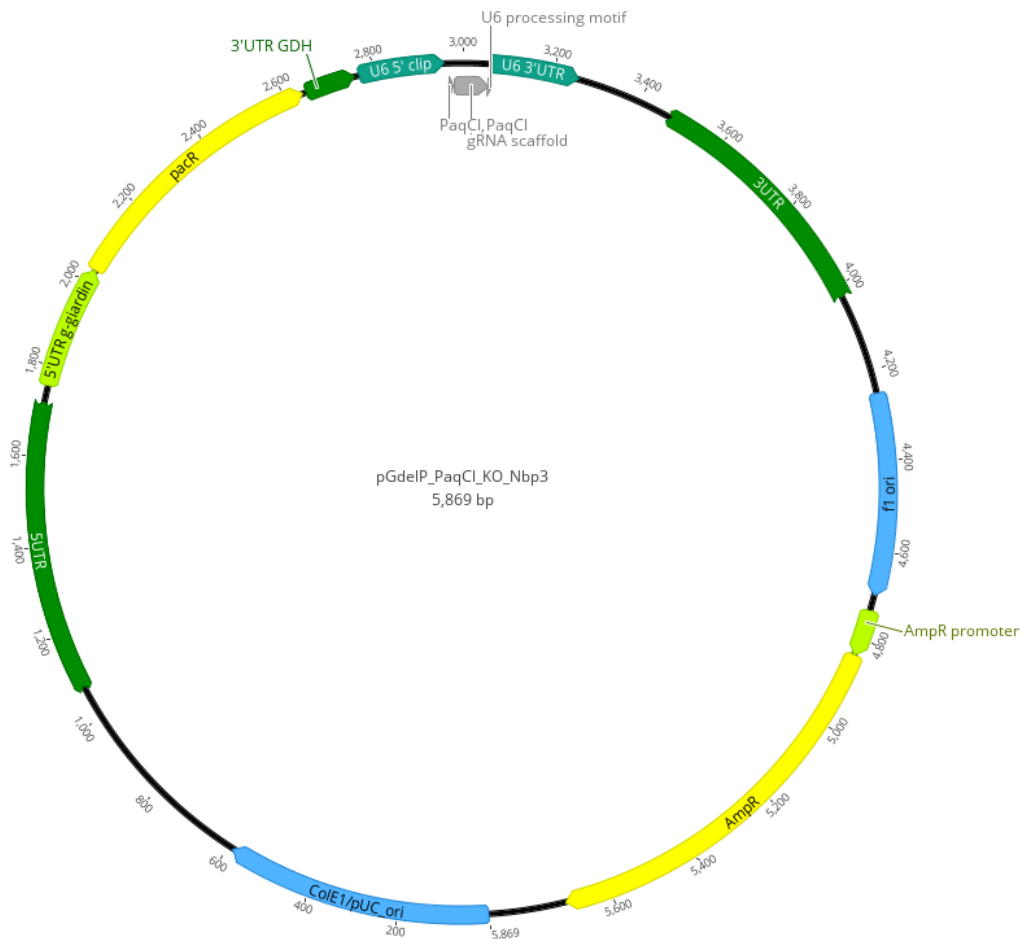 U6 processing motif
3'UTR GDH
2,800
3,000
3,200
U6 5' clip
U6 3'UTR
2,600
3,400
PaqCI,PaqCI
gRNA scaffold
2,400
3,600
pacR
3UTR
2,200
3,800
2,000
4,000
5'UTR g-giardin
1,800
4,200
1,600
4,400
pGdelP_PaqCI_KO_Nbp3
5,869 bp
f1 ori
5UTR
1,400
4,600
AmpR promoter
1,200
4,800
1,000
5,000
800
5,200
AmpR
600
5,400
ColE1/pUC_ori
400
5,600
200
5,869